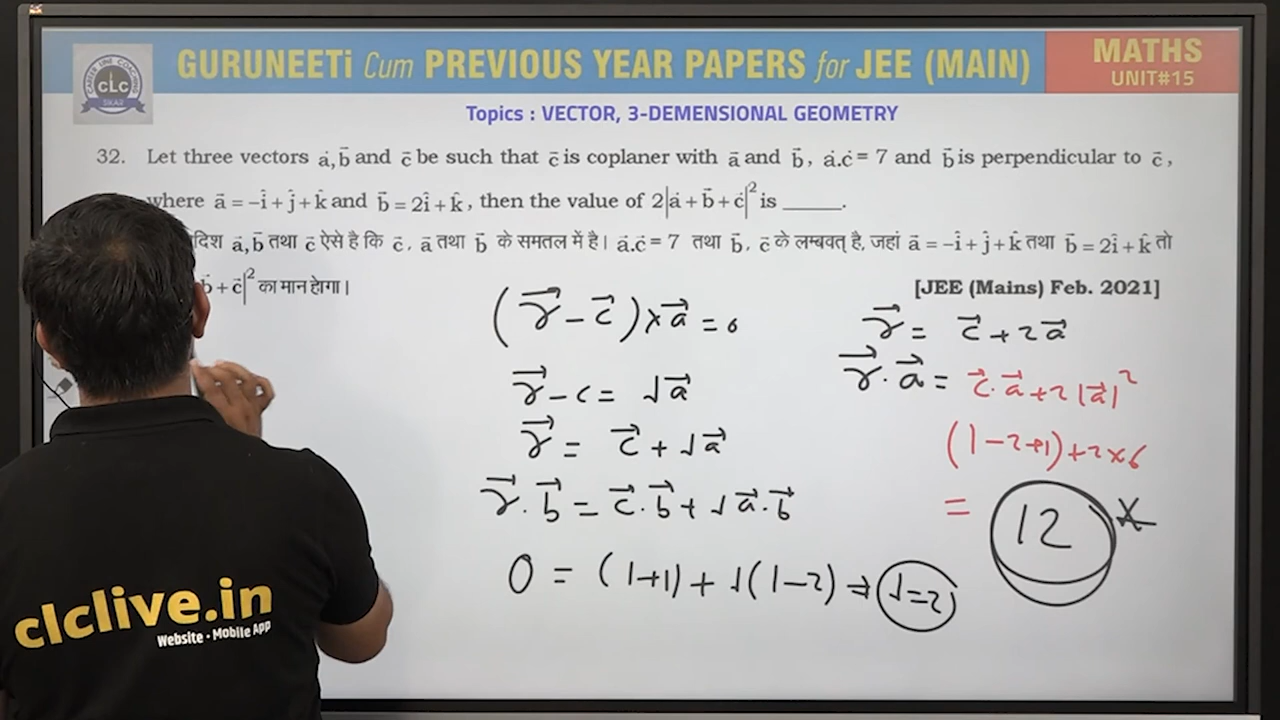 GURUNEETi Cum PREVIOUS YEAR PAPERS for JEE (MAIN)
MATHS
UNIT#15
CLC
SIKAR
Topics : VECTOR, 3-DEMENSIONAL GEOMETRY
32. Let three vectors a⃗, b⃗ and c⃗ be such that c⃗ is coplaner with a⃗ and b⃗, a⃗.c⃗ = 7 and b⃗ is perpendicular to c⃗,
where a⃗ = –î + ĵ + k̂ and b⃗ = 2î + k̂, then the value of 2|a⃗ + b⃗ + c⃗|² is _____.
दिश a⃗, b⃗ तथा c⃗ ऐसे है कि c⃗, a⃗ तथा b⃗ के समतल में है। a⃗.c⃗ = 7 तथा b⃗, c⃗ के लम्बवत् है, जहां a⃗ = –î + ĵ + k̂ तथा b⃗ = 2î + k̂ तो
b⃗ + c⃗|² का मान हेागा।
[JEE (Mains) Feb. 2021]
(r⃗ – c⃗) × a⃗ = 0
r⃗ – c = λa⃗
r⃗ = c⃗ + λa⃗
r⃗.b⃗ = c⃗.b⃗ + λa⃗.b⃗
0 = (1+1) + λ(1–2) ⇒ λ=2
r⃗ = c⃗ + 2a⃗
r⃗.a⃗ = c⃗.a⃗ + 2|a⃗|²
(1–2+1) + 2×6
= 12
clclive.in
Website • Mobile App